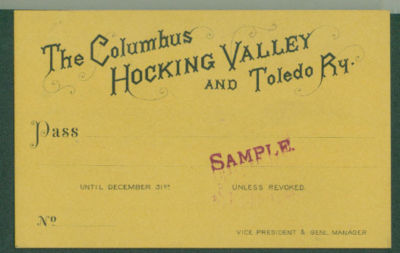 The Columbus
Hocking Valley
and Toledo Ry.
Pass
SAMPLE.
UNTIL DECEMBER 31ST UNLESS REVOKED.
No
VICE PRESIDENT & GENL MANAGER